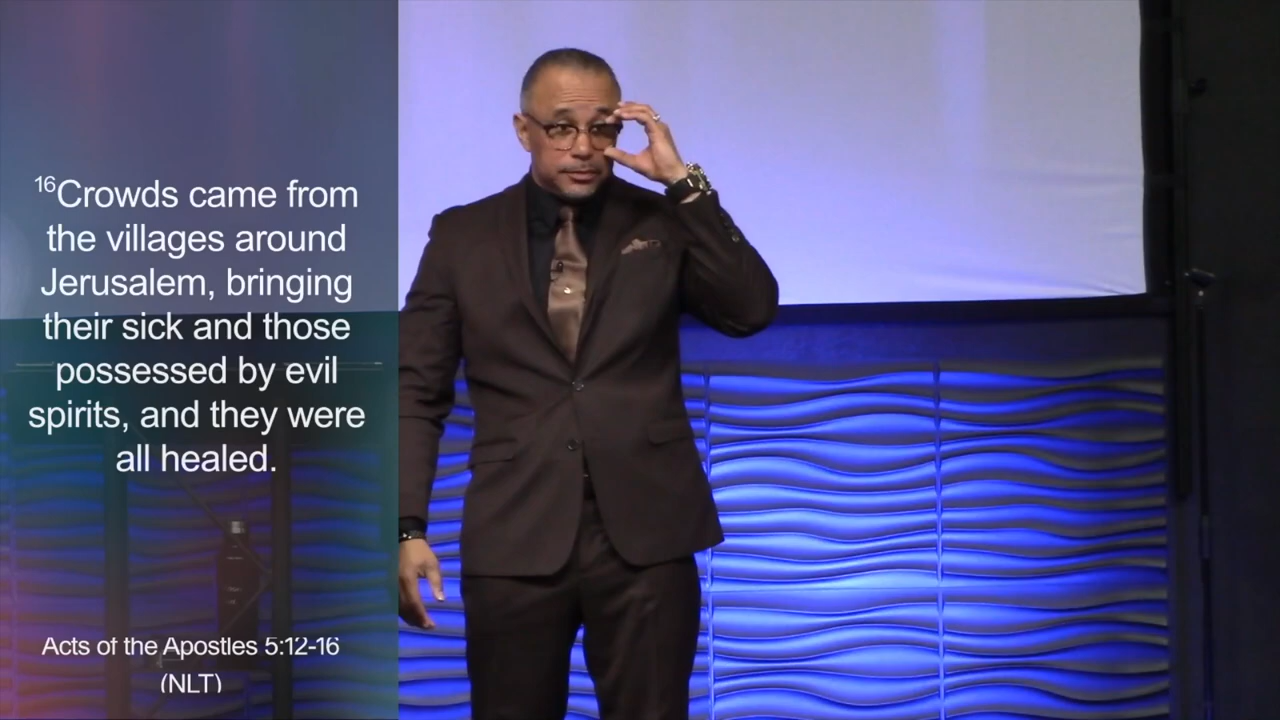 16Crowds came from
the villages around
Jerusalem, bringing
their sick and those
possessed by evil
spirits, and they were
all healed.
Acts of the Apostles 5:12-16
(NLT)